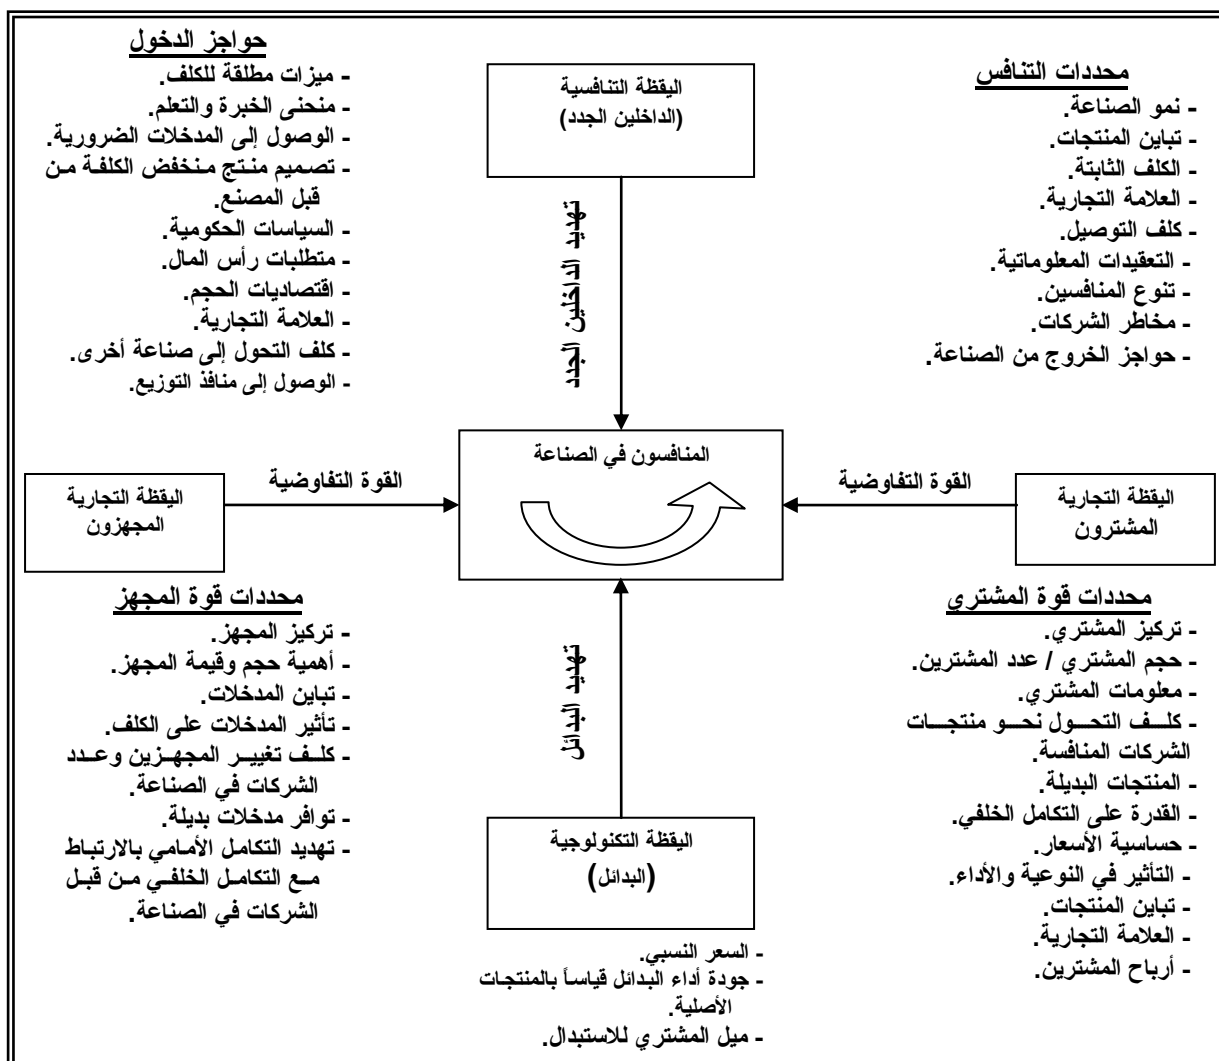 حواجز الدخول
- ميزات مطلقة للكلف.
- منحنى الخبرة والتعلم.
- الوصول إلى المدخلات الضرورية.
- تصميم منتج منخفض الكلفة من
قبل المصنع.
- السياسات الحكومية.
- متطلبات رأس المال.
- اقتصاديات الحجم.
- العلامة التجارية.
- كلف التحول إلى صناعة أخرى.
- الوصول إلى منافذ التوزيع.
اليقظة التنافسية
(الداخلين الجدد)
تهديد الداخلين الجدد
محددات التنافس
- نمو الصناعة.
- تباين المنتجات.
- الكلف الثابتة.
- العلامة التجارية.
- كلف التوصيل.
- التعقيدات المعلوماتية.
- تنوع المنافسين.
- مخاطر الشركات.
- حواجز الخروج من الصناعة.
المنافسون في الصناعة
القوة التفاوضية
اليقظة التجارية
المجهزون
القوة التفاوضية
اليقظة التجارية
المشترون
محددات قوة المجهز
- تركيز المجهز.
- أهمية حجم وقيمة المجهز.
- تباين المدخلات.
- تأثير المدخلات على الكلف.
- كلف تغيير المجهزين وعدد
الشركات في الصناعة.
- توافر مدخلات بديلة.
- تهديد التكامل الأمامي بالارتباط
مع التكامل الخلفي من قبل
الشركات في الصناعة.
تهديد البدائل
اليقظة التكنولوجية
(البدائل)
- السعر النسبي.
- جودة أداء البدائل قياساً بالمنتجات
الأصلية.
- ميل المشتري للاستبدال.
محددات قوة المشتري
- تركيز المشتري.
- حجم المشتري / عدد المشترين.
- معلومات المشتري.
- كلف التحول نحو منتجات
الشركات المنافسة.
- المنتجات البديلة.
- القدرة على التكامل الخلفي.
- حساسية الأسعار.
- التأثير في النوعية والأداء.
- تباين المنتجات.
- العلامة التجارية.
- أرباح المشترين.